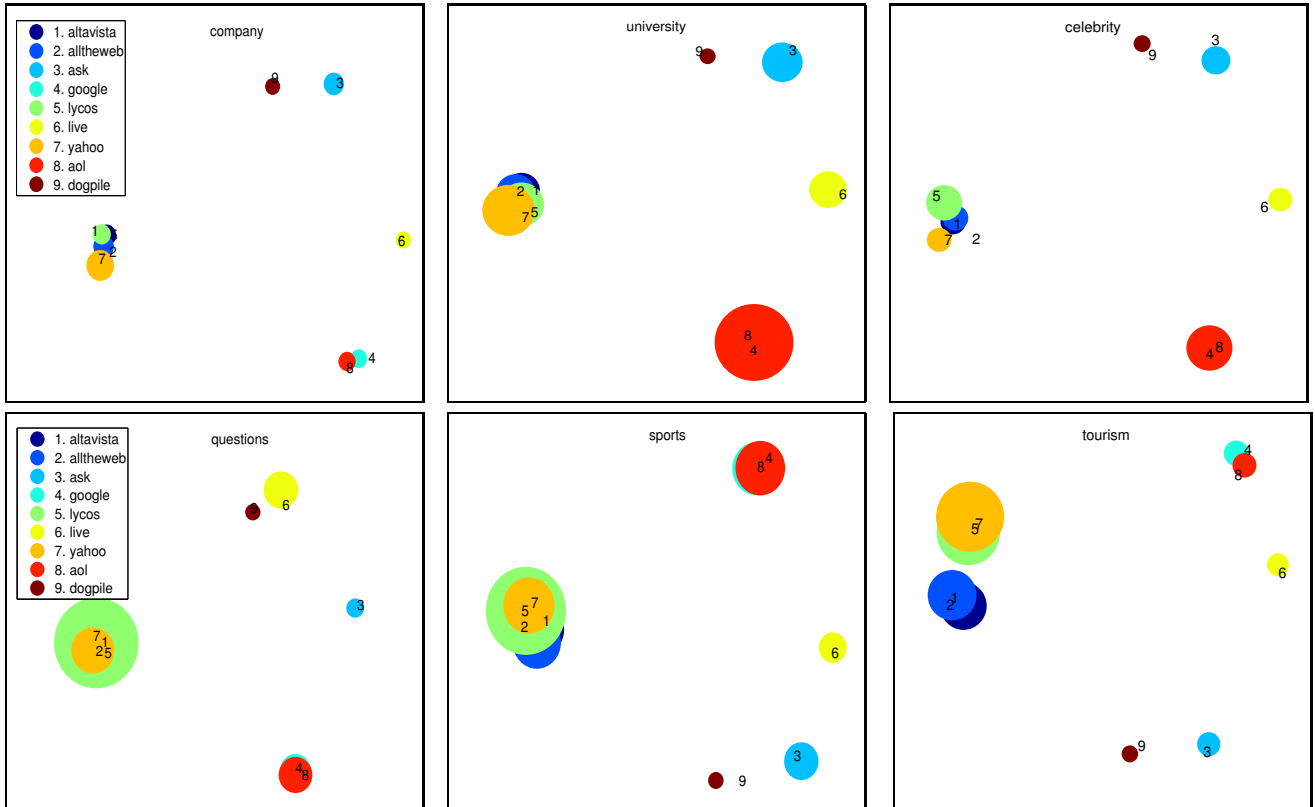 company
1. altavista
2. alltheweb
3. ask
4. google
5. lycos
6. live
7. yahoo
8. aol
9. dogpile
9
3
1
2
7
6
4
8
university
9
3
2
1
5
7
6
8
4
celebrity
3
9
5
6
1
7
2
8
4
questions
1. altavista
2. alltheweb
3. ask
4. google
5. lycos
6. live
7. yahoo
8. aol
9. dogpile
6
9
3
7
1
2
5
4
8
sports
4
8
7
5
1
2
6
3
9
tourism
4
8
7
5
6
1
2
9
3